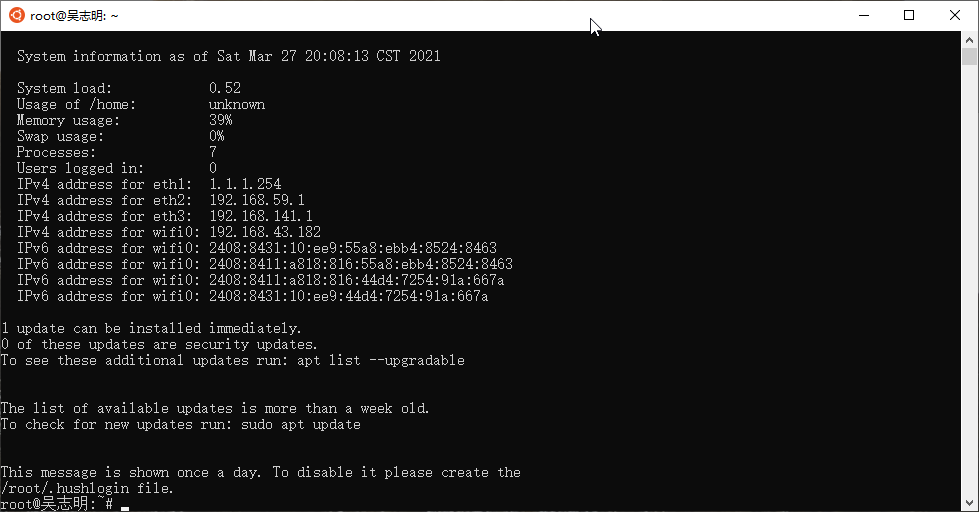 root@吴志明: ~
System information as of Sat Mar 27 20:08:13 CST 2021
System load: 0.52
Usage of /home: unknown
Memory usage: 39%
Swap usage: 0%
Processes: 7
Users logged in: 0
IPv4 address for eth1: 1.1.1.254
IPv4 address for eth2: 192.168.59.1
IPv4 address for eth3: 192.168.141.1
IPv4 address for wifi0: 192.168.43.182
IPv6 address for wifi0: 2408:8431:10:ee9:55a8:ebb4:8524:8463
IPv6 address for wifi0: 2408:8411:a818:816:55a8:ebb4:8524:8463
IPv6 address for wifi0: 2408:8411:a818:816:44d4:7254:91a:667a
IPv6 address for wifi0: 2408:8431:10:ee9:44d4:7254:91a:667a
1 update can be installed immediately.
0 of these updates are security updates.
To see these additional updates run: apt list --upgradable
The list of available updates is more than a week old.
To check for new updates run: sudo apt update
This message is shown once a day. To disable it please create the
/root/.hushlogin file.
root@吴志明:~#